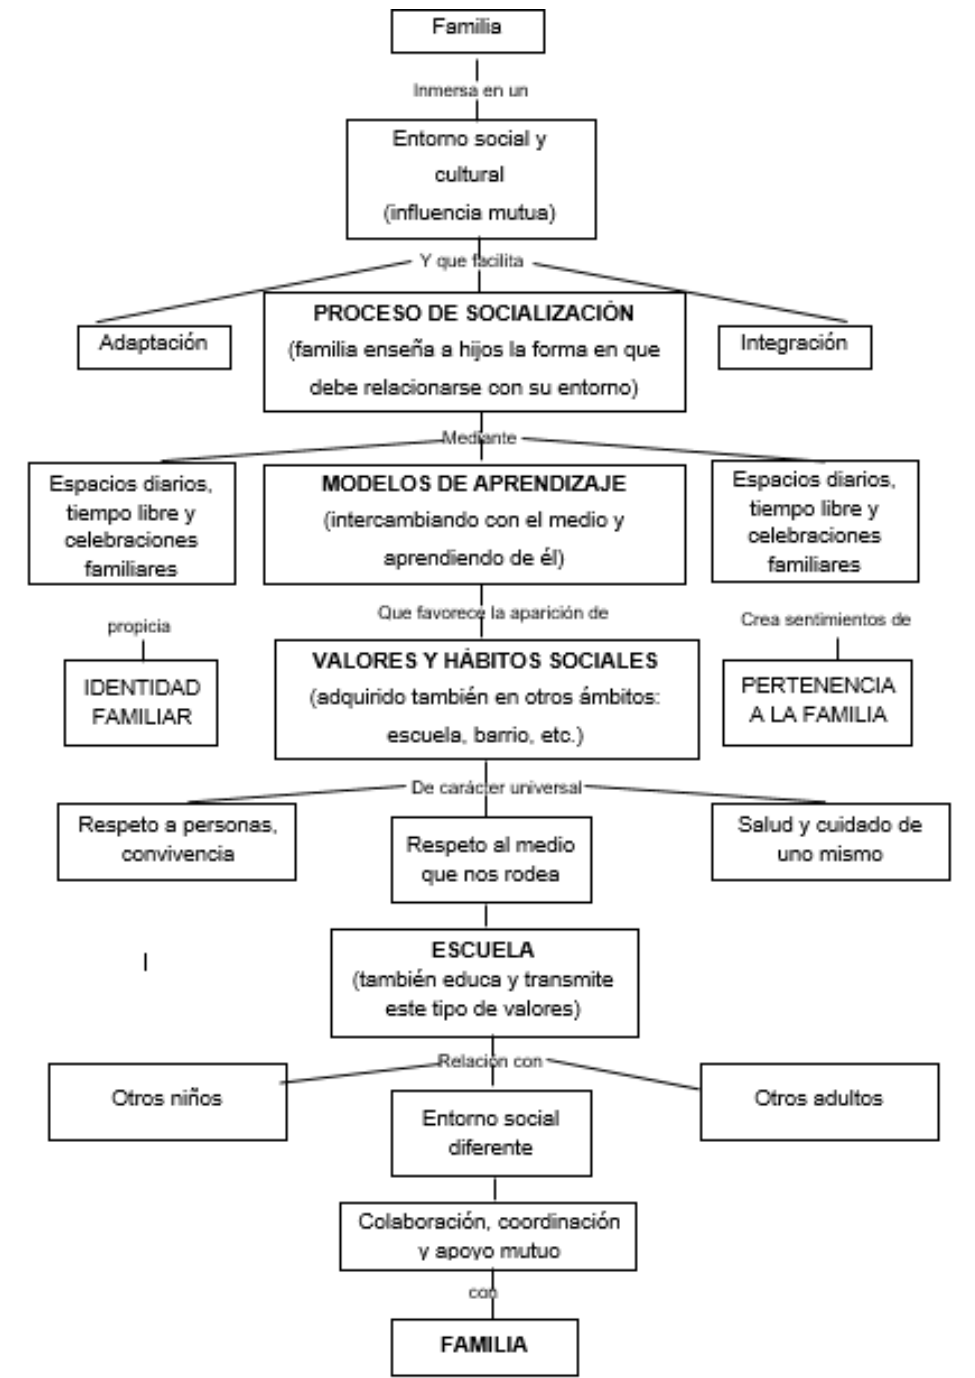 Familia
Inmersa en un
Entorno social y
cultural
(influencia mutua)
Y que facilita
Adaptación
PROCESO DE SOCIALIZACIÓN
(familia enseña a hijos la forma en que
debe relacionarse con su entorno)
Integración
Mediante
Espacios diarios,
tiempo libre y
celebraciones
familiares
MODELOS DE APRENDIZAJE
(intercambiando con el medio y
aprendiendo de él)
Espacios diarios,
tiempo libre y
celebraciones
familiares
propicia
Que favorece la aparición de
Crea sentimientos de
IDENTIDAD
FAMILIAR
VALORES Y HÁBITOS SOCIALES
(adquirido también en otros ámbitos:
escuela, barrio, etc.)
PERTENENCIA
A LA FAMILIA
De carácter universal
Respeto a personas,
convivencia
Respeto al medio
que nos rodea
Salud y cuidado de
uno mismo
ESCUELA
(también educa y transmite
este tipo de valores)
Relación con
Otros niños
Entorno social
diferente
Otros adultos
Colaboración, coordinación
y apoyo mutuo
con
FAMILIA